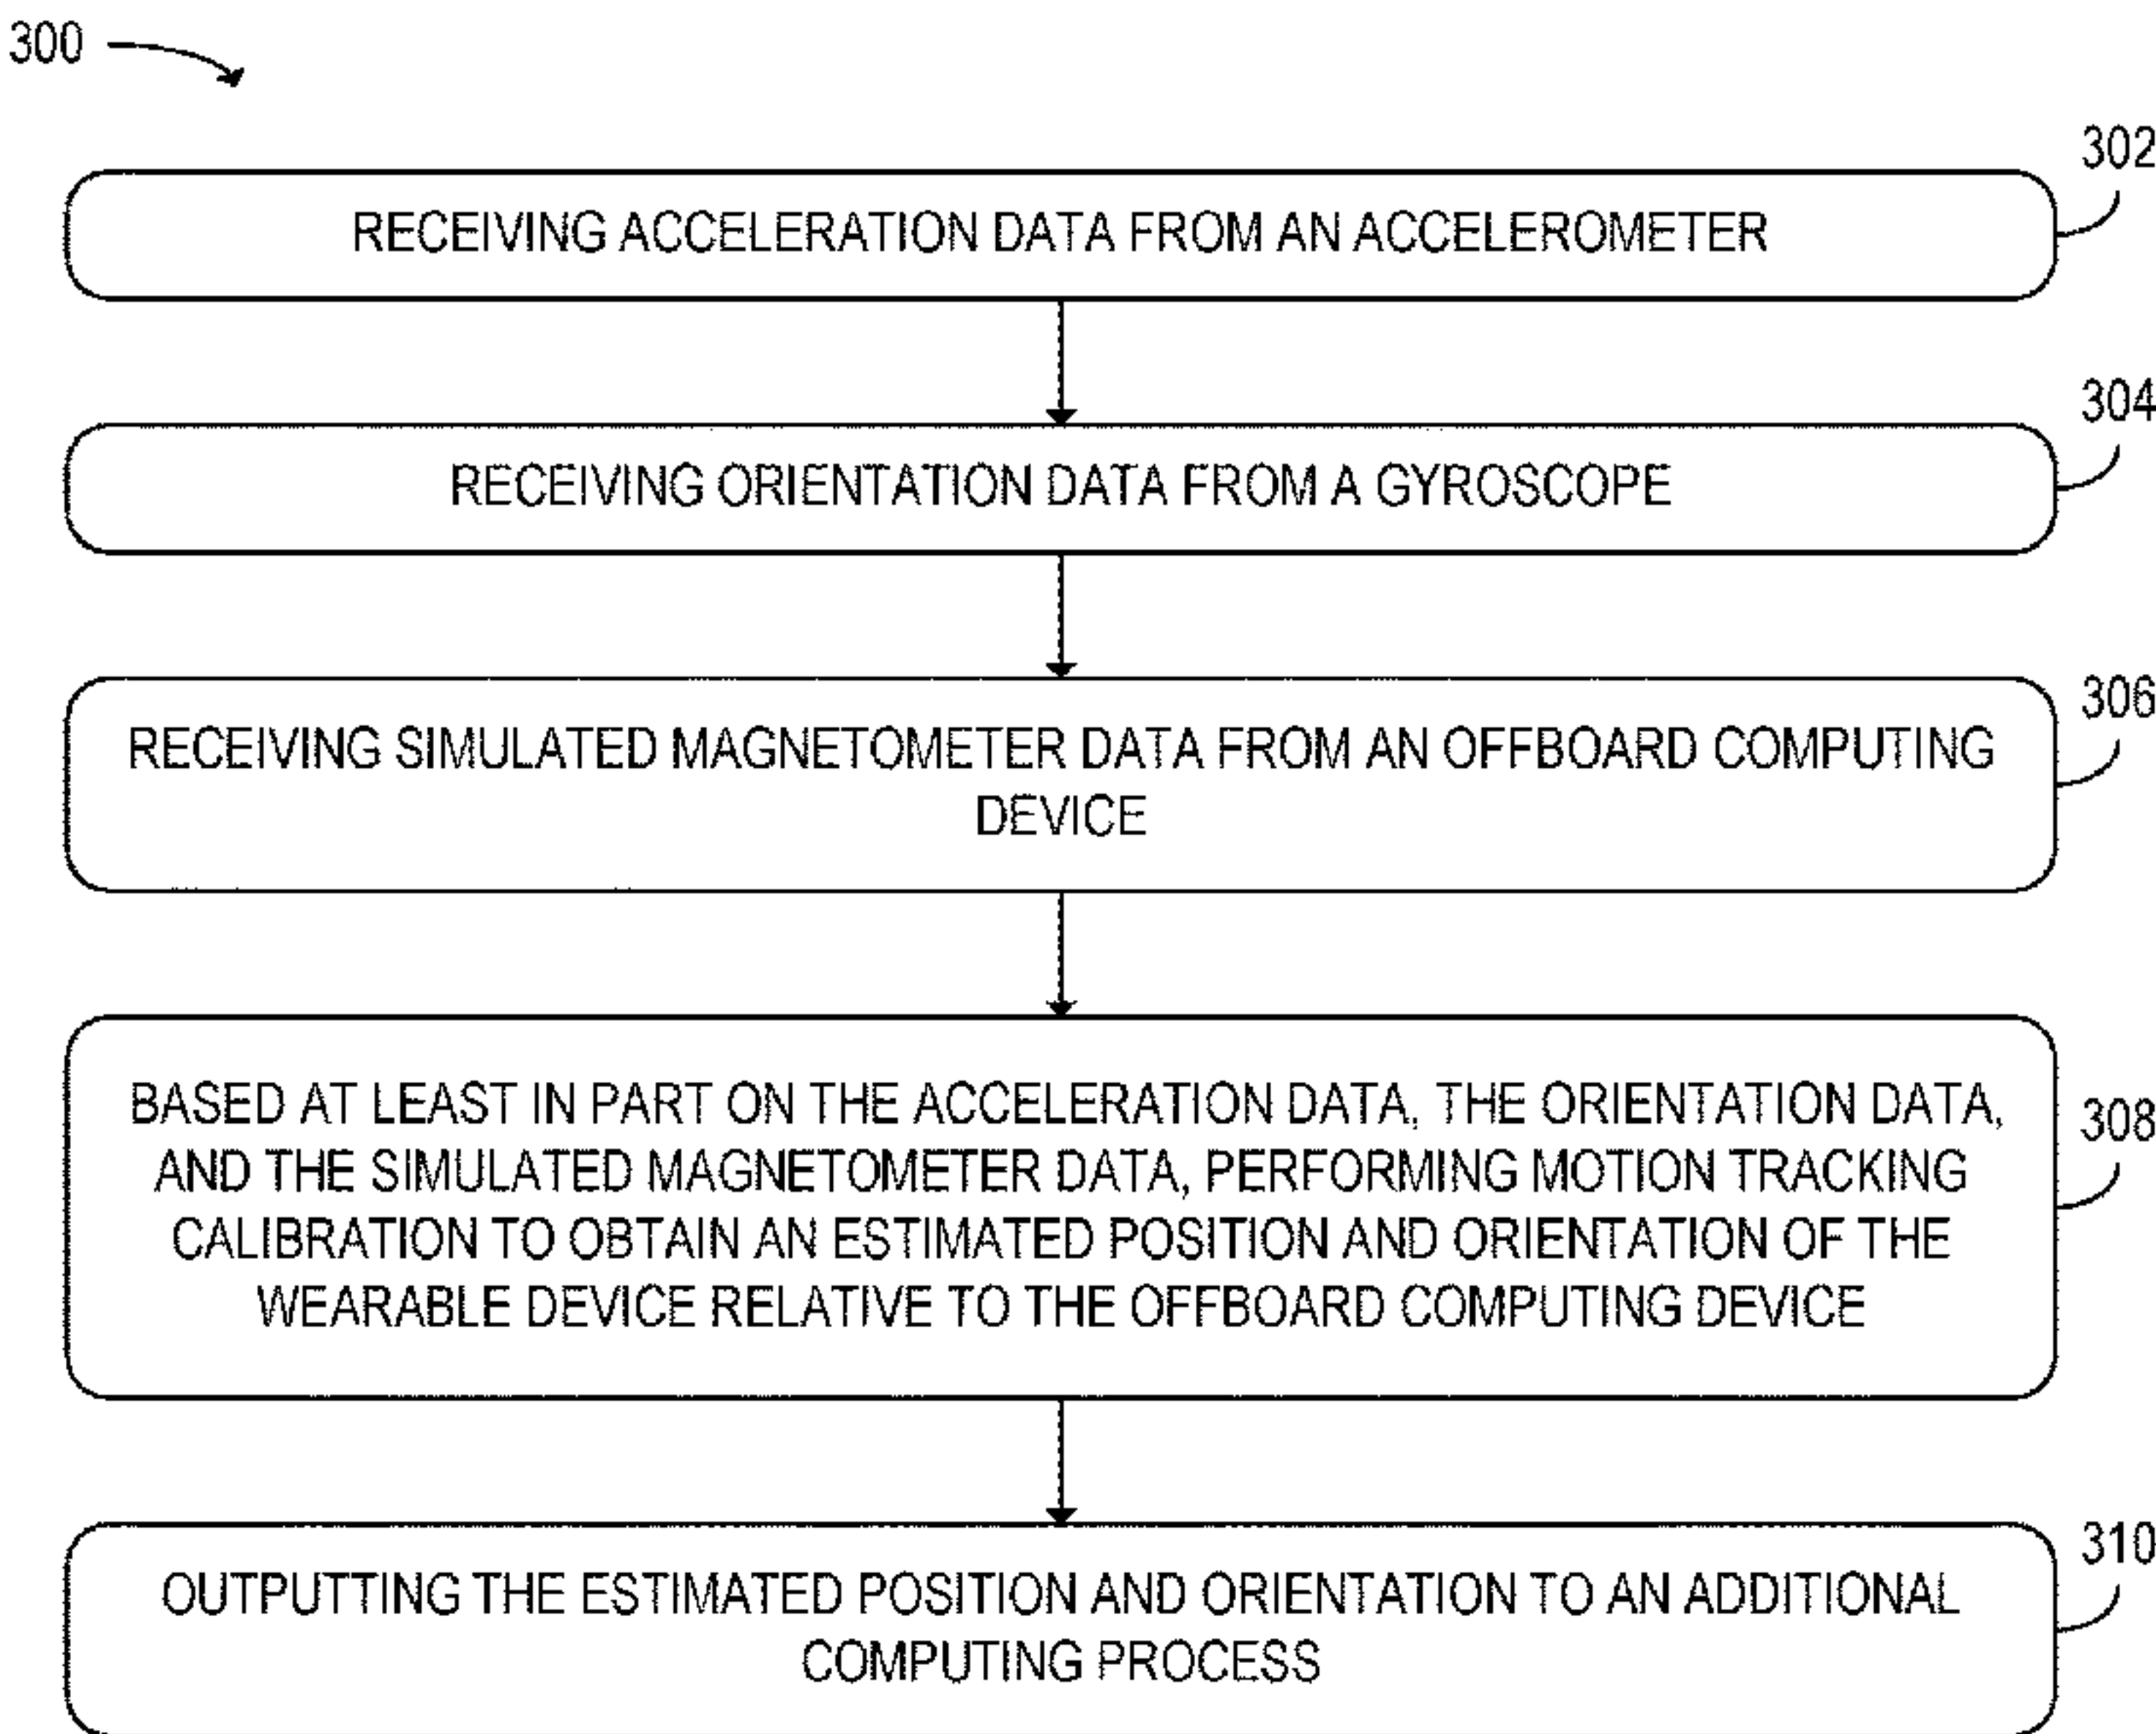 300
302
RECEIVING ACCELERATION DATA FROM AN ACCELEROMETER
304
RECEIVING ORIENTATION DATA FROM A GYROSCOPE
306
RECEIVING SIMULATED MAGNETOMETER DATA FROM AN OFFBOARD COMPUTING
DEVICE
308
BASED AT LEAST IN PART ON THE ACCELERATION DATA, THE ORIENTATION DATA,
AND THE SIMULATED MAGNETOMETER DATA, PERFORMING MOTION TRACKING
CALIBRATION TO OBTAIN AN ESTIMATED POSITION AND ORIENTATION OF THE
WEARABLE DEVICE RELATIVE TO THE OFFBOARD COMPUTING DEVICE
310
OUTPUTTING THE ESTIMATED POSITION AND ORIENTATION TO AN ADDITIONAL
COMPUTING PROCESS